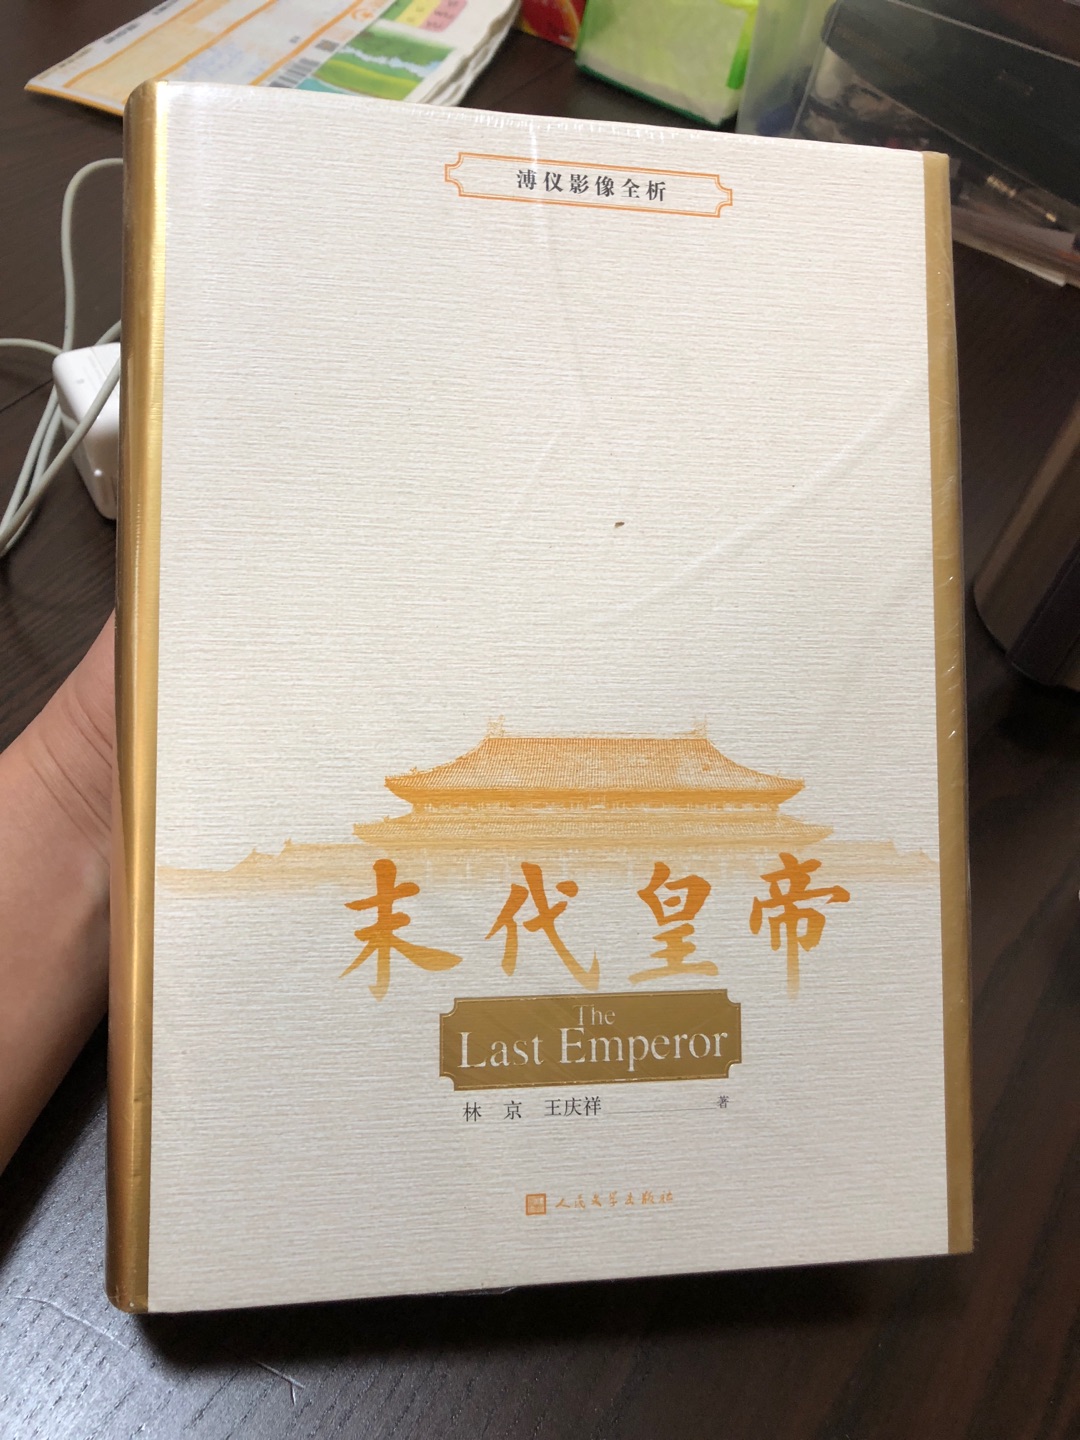 溥仪影像全析
末代皇帝
The
Last Emperor
林 京 王庆祥 著
人民文学出版社